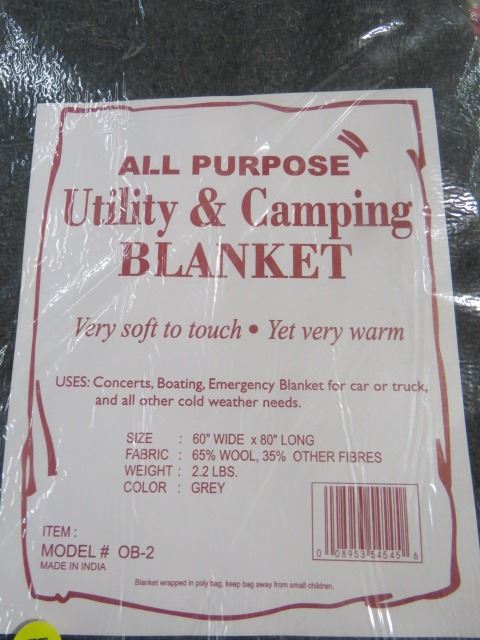 ALL PURPOSE
Utility & Camping
BLANKET
Very soft to touch • Yet very warm
USES: Concerts, Boating, Emergency Blanket for car or truck,
and all other cold weather needs.
SIZE : 60" WIDE x 80" LONG
FABRIC : 65% WOOL, 35% OTHER FIBRES
WEIGHT : 2.2 LBS.
COLOR : GREY
ITEM :
MODEL # OB-2
MADE IN INDIA
0 08953 54545 6
Blanket wrapped in poly bag, keep bag away from small children.